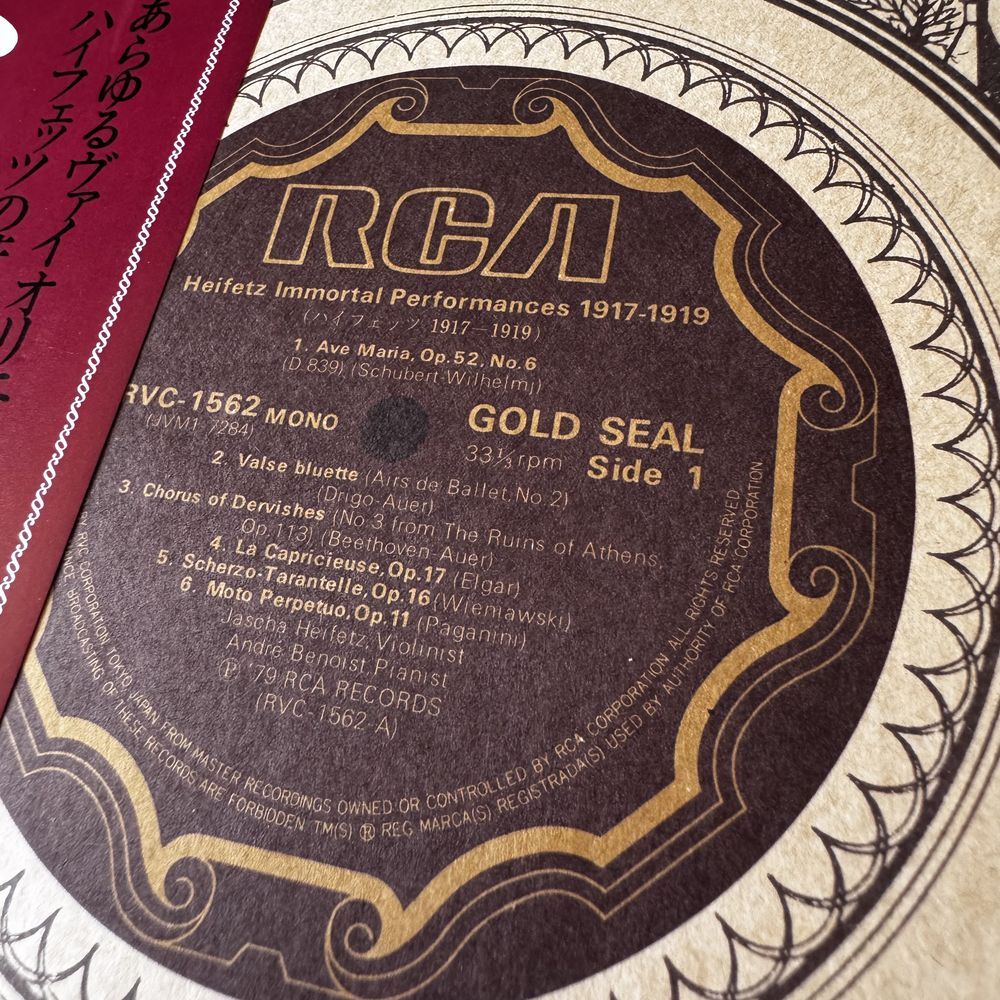 あらゆるヴァイオリニ
ハイフェッツの
RCA
Heifetz Immortal Performances 1917-1919
(ハイフェッツ 1917—1919)
1. Ave Maria, Op. 52, No. 6
(D 839) (Schubert-Wilhelmj)
RVC-1562 MONO
(JVM1 7284)
GOLD SEAL
33⅓ rpm Side 1
2. Valse bluette (Airs de Ballet, No. 2)
(Drigo-Auer)
3. Chorus of Dervishes (No. 3 from The Ruins of Athens,
Op. 113) (Beethoven-Auer)
4. La Capricieuse, Op. 17 (Elgar)
5. Scherzo-Tarantelle, Op. 16 (Wieniawski)
6. Moto Perpetuo, Op. 11 (Paganini)
Jascha Heifetz, Violinist
André Benoist, Pianist
Ⓟ '79 RCA RECORDS
(RVC-1562-A)
RVC CORPORATION, TOKYO, JAPAN FROM MASTER RECORDINGS OWNED OR CONTROLLED BY RCA CORPORATION. ALL RIGHTS RESERVED.
BROADCASTING OF THESE RECORDS ARE FORBIDDEN TM(S) ® REG MARCA(S) REGISTRADA(S) USED BY AUTHORITY OF RCA CORPORATION.